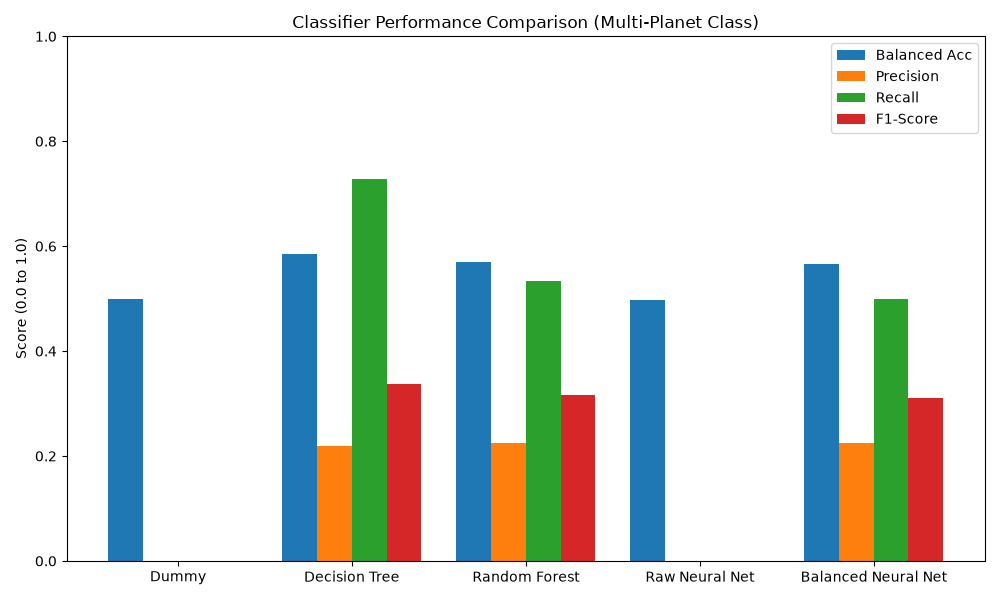 Classifier Performance Comparison (Multi-Planet Class)
Score (0.0 to 1.0)
1.0
0.8
0.6
0.4
0.2
0.0
Balanced Acc
Precision
Recall
F1-Score
Dummy
Decision Tree
Random Forest
Raw Neural Net
Balanced Neural Net